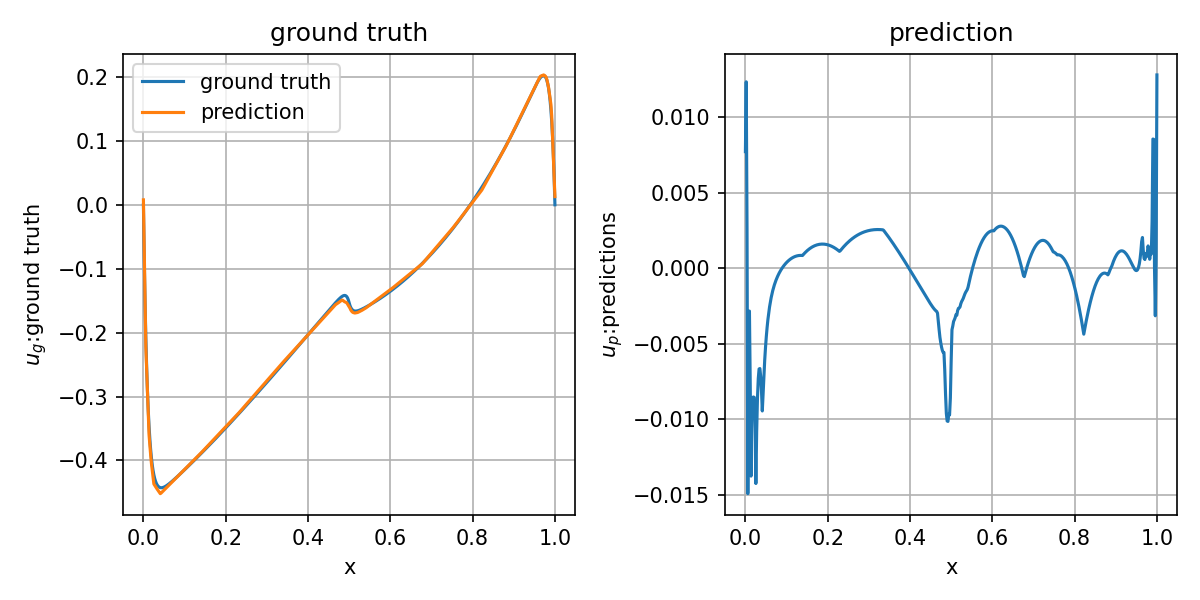 ground truth
ground truth
prediction
0.2
0.1
0.0
−0.1
−0.2
−0.3
−0.4
u_g:ground truth
0.0 0.2 0.4 0.6 0.8 1.0
x
prediction
0.010
0.005
0.000
−0.005
−0.010
−0.015
u_p:predictions
0.0 0.2 0.4 0.6 0.8 1.0
x